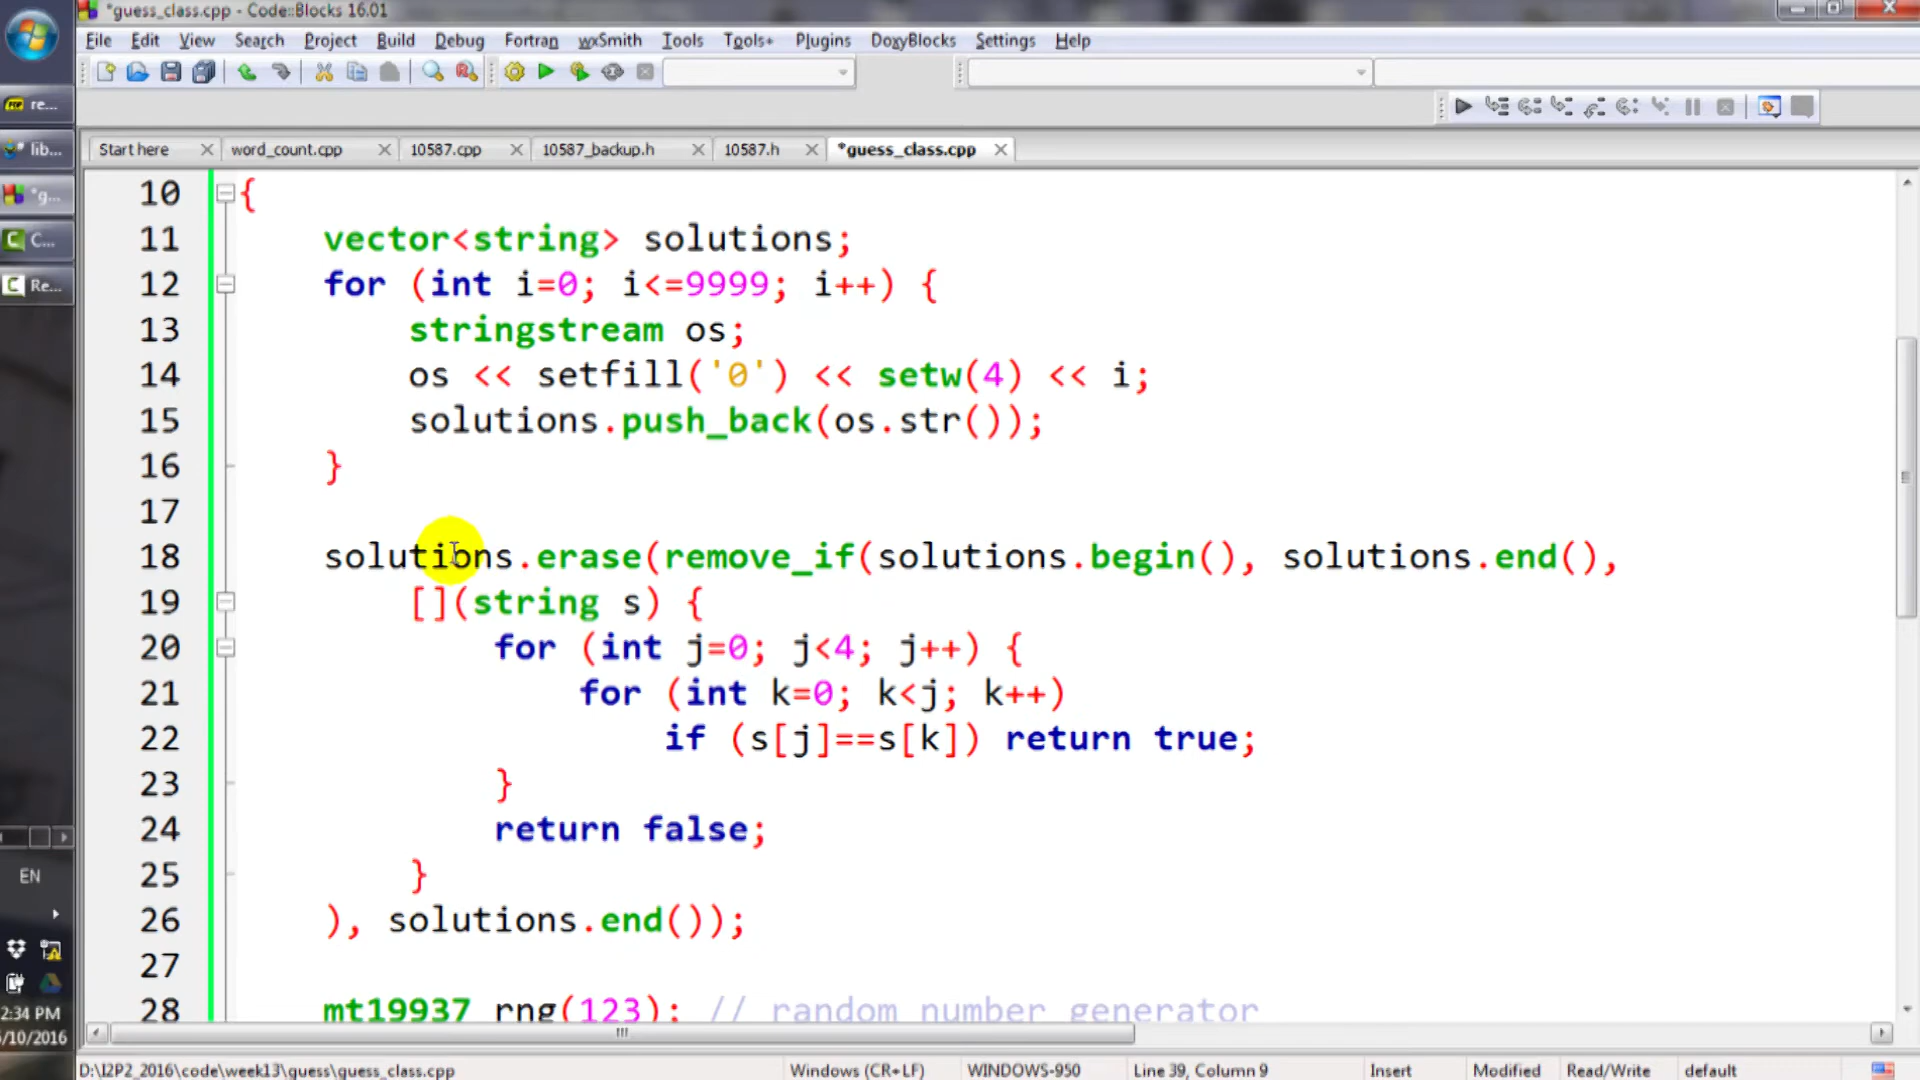 *guess_class.cpp - Code::Blocks 16.01
File Edit View Search Project Build Debug Fortran wxSmith Tools Tools+ Plugins DoxyBlocks Settings Help
Start here word_count.cpp 10587.cpp 10587_backup.h 10587.h *guess_class.cpp
re...
lib...
*g...
C...
Re...
10 {
11 vector<string> solutions;
12 for (int i=0; i<=9999; i++) {
13 stringstream os;
14 os << setfill('0') << setw(4) << i;
15 solutions.push_back(os.str());
16 }
17
18 solutions.erase(remove_if(solutions.begin(), solutions.end(),
19 [](string s) {
20 for (int j=0; j<4; j++) {
21 for (int k=0; k<j; k++)
22 if (s[j]==s[k]) return true;
23 }
24 return false;
25 }
26 ), solutions.end());
27
28 mt19937 rng(123); // random number generator
EN
2:34 PM
/10/2016
D:\I2P2_2016\code\week13\guess\guess_class.cpp Windows (CR+LF) WINDOWS-950 Line 39, Column 9 Insert Modified Read/Write default